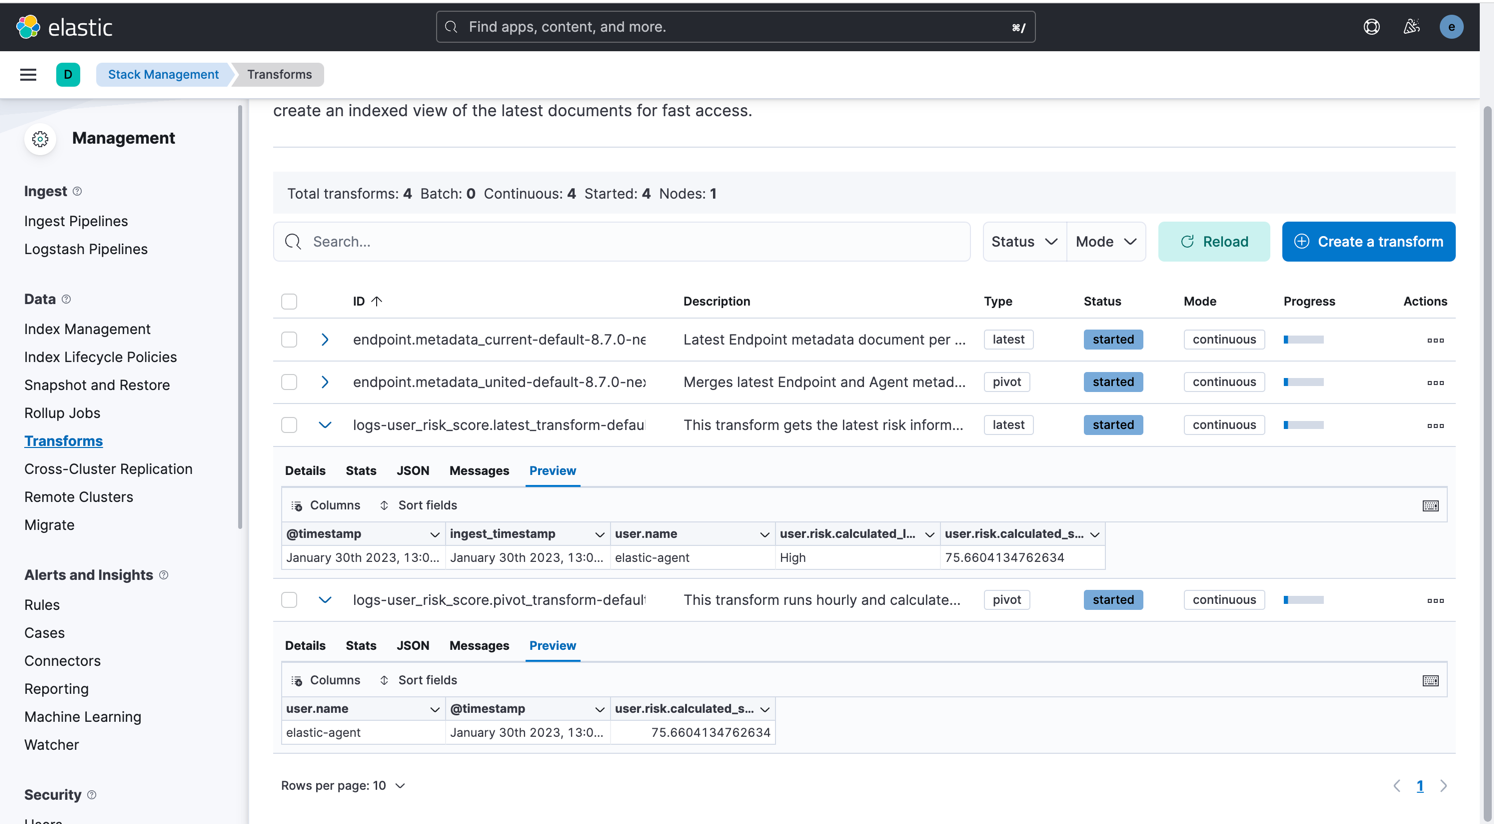 elastic
Find apps, content, and more.
⌘/
e
D
Stack Management
Transforms
create an indexed view of the latest documents for fast access.
Management
Ingest
Ingest Pipelines
Logstash Pipelines
Data
Index Management
Index Lifecycle Policies
Snapshot and Restore
Rollup Jobs
Transforms
Cross-Cluster Replication
Remote Clusters
Migrate
Alerts and Insights
Rules
Cases
Connectors
Reporting
Machine Learning
Watcher
Security
Total transforms: 4 Batch: 0 Continuous: 4 Started: 4 Nodes: 1
Search...
Status
Mode
Reload
Create a transform
ID Description Type Status Mode Progress Actions
endpoint.metadata_current-default-8.7.0-ne Latest Endpoint metadata document per ... latest started continuous
endpoint.metadata_united-default-8.7.0-nex Merges latest Endpoint and Agent metad... pivot started continuous
logs-user_risk_score.latest_transform-defau This transform gets the latest risk inform... latest started continuous
Details Stats JSON Messages Preview
Columns Sort fields
@timestamp ingest_timestamp user.name user.risk.calculated_l... user.risk.calculated_s...
January 30th 2023, 13:0... January 30th 2023, 13:0... elastic-agent High 75.6604134762634
logs-user_risk_score.pivot_transform-default This transform runs hourly and calculate... pivot started continuous
Details Stats JSON Messages Preview
Columns Sort fields
user.name @timestamp user.risk.calculated_s...
elastic-agent January 30th 2023, 13:0... 75.6604134762634
Rows per page: 10
1